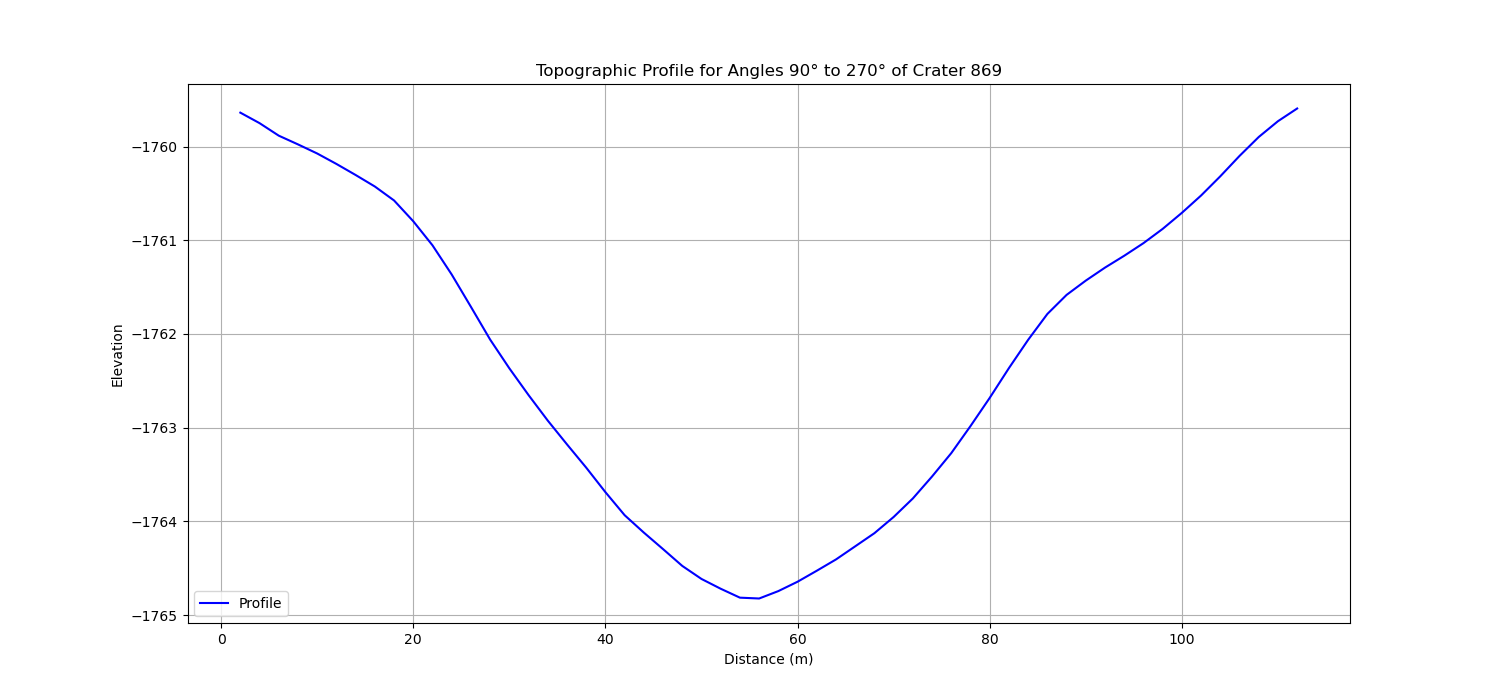 Topographic Profile for Angles 90° to 270° of Crater 869
Elevation
−1760
−1761
−1762
−1763
−1764
−1765
Profile
0 20 40 60 80 100
Distance (m)